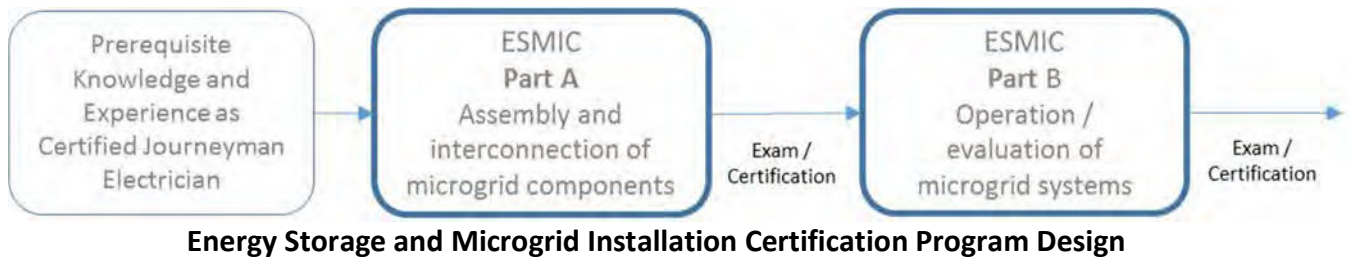 Prerequisite
Knowledge and
Experience as
Certified Journeyman
Electrician
ESMIC
Part A
Assembly and
interconnection of
microgrid components
Exam /
Certification
ESMIC
Part B
Operation /
evaluation of
microgrid systems
Exam /
Certification
Energy Storage and Microgrid Installation Certification Program Design